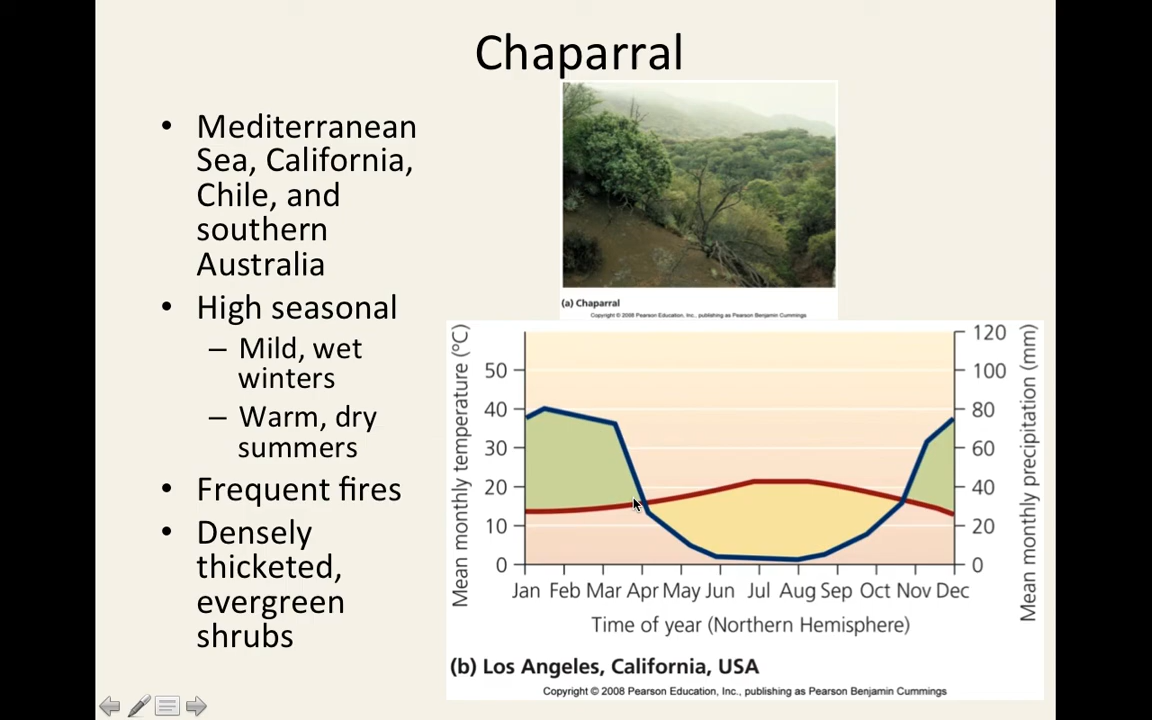 Chaparral
• Mediterranean
Sea, California,
Chile, and
southern
Australia
• High seasonal
– Mild, wet
winters
– Warm, dry
summers
• Frequent fires
• Densely
thicketed,
evergreen
shrubs
(a) Chaparral
Copyright © 2008 Pearson Education, Inc., publishing as Pearson Benjamin Cummings
Mean monthly temperature (ºC)
50
40
30
20
10
0
120
100
80
60
40
20
0
Mean monthly precipitation (mm)
Jan Feb Mar Apr May Jun Jul Aug Sep Oct Nov Dec
Time of year (Northern Hemisphere)
(b) Los Angeles, California, USA
Copyright © 2008 Pearson Education, Inc., publishing as Pearson Benjamin Cummings